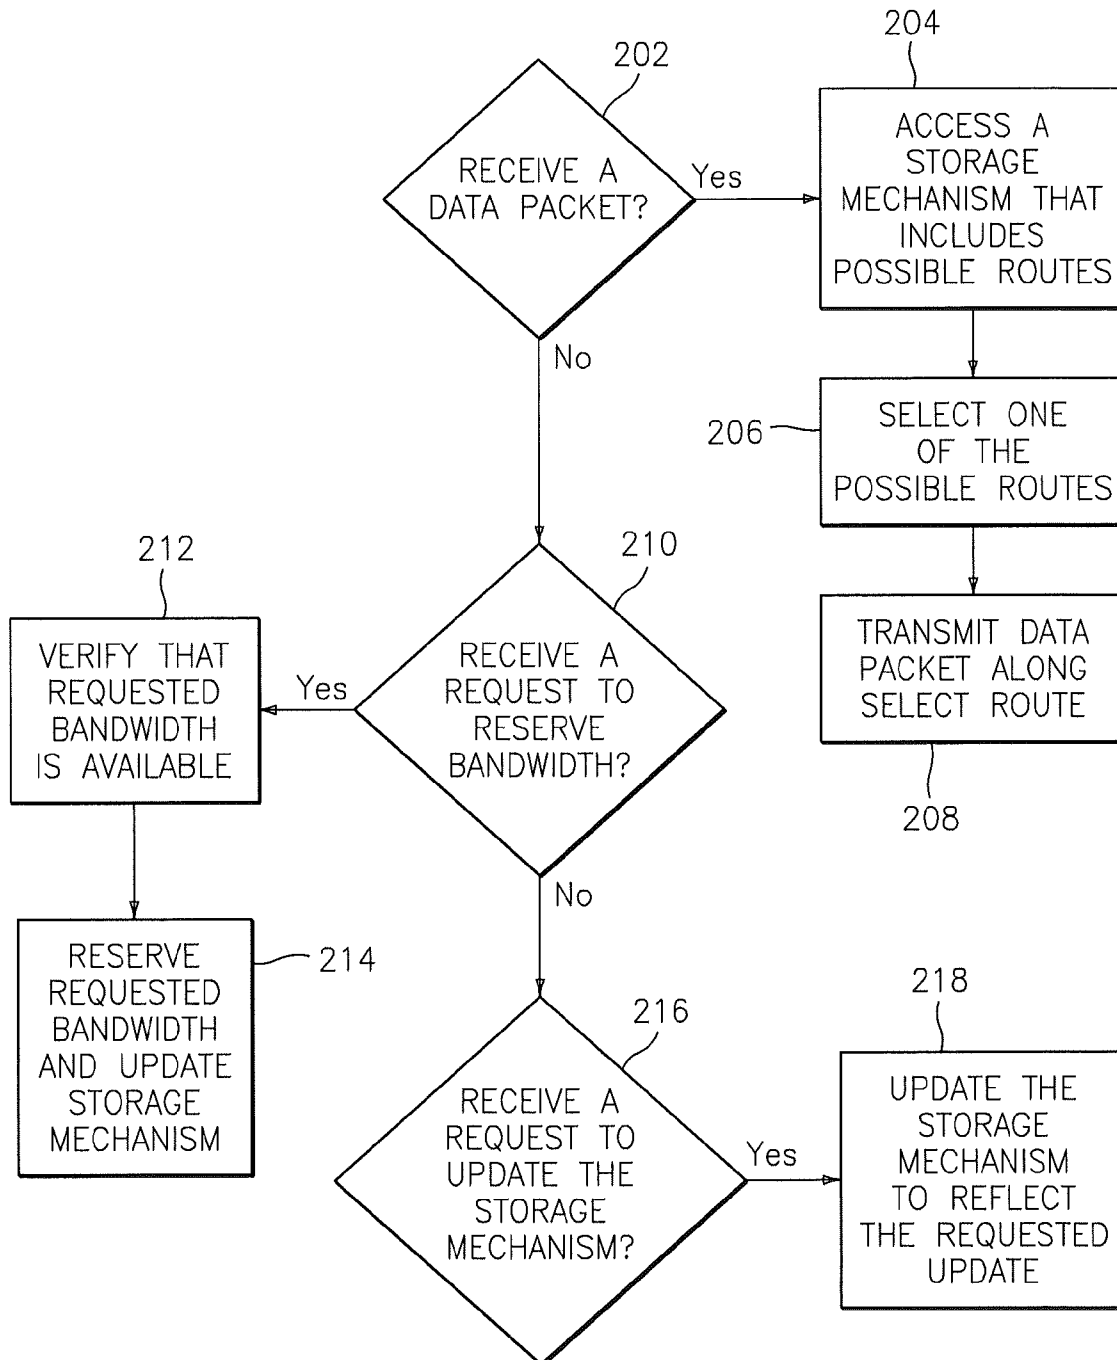 202
RECEIVE A
DATA PACKET?
Yes
No
204
ACCESS A
STORAGE
MECHANISM THAT
INCLUDES
POSSIBLE ROUTES
206
SELECT ONE
OF THE
POSSIBLE ROUTES
TRANSMIT DATA
PACKET ALONG
SELECT ROUTE
208
210
RECEIVE A
REQUEST TO
RESERVE
BANDWIDTH?
Yes
No
212
VERIFY THAT
REQUESTED
BANDWIDTH
IS AVAILABLE
RESERVE
REQUESTED
BANDWIDTH
AND UPDATE
STORAGE
MECHANISM
214
216
RECEIVE A
REQUEST TO
UPDATE THE
STORAGE
MECHANISM?
Yes
218
UPDATE THE
STORAGE
MECHANISM
TO REFLECT
THE REQUESTED
UPDATE